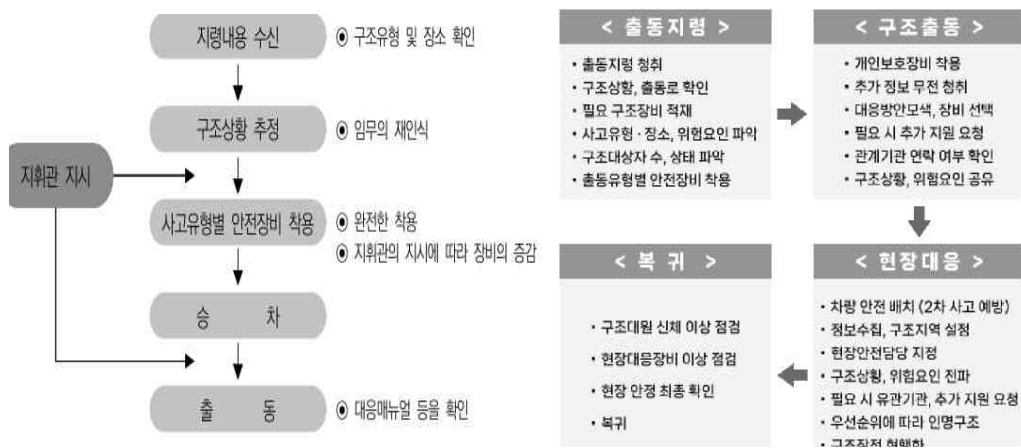 지령내용 수신
◉ 구조유형 및 장소 확인
구조상황 추정
◉ 임무의 재인식
지휘관 지시
사고유형별 안전장비 착용
◉ 완전한 착용
◉ 지휘관의 지시에 따라 장비의 증감
승 차
출 동
◉ 대응매뉴얼 등을 확인
< 출동지령 >
• 출동지령 청취
• 구조상황, 출동로 확인
• 필요 구조장비 적재
• 사고유형 · 장소, 위험요인 파악
• 구조대상자 수, 상태 파악
• 출동유형별 안전장비 착용
< 구조출동 >
• 개인보호장비 착용
• 추가 정보 무전 청취
• 대응방안모색, 장비 선택
• 필요 시 추가 지원 요청
• 관계기관 연락 여부 확인
• 구조상황, 위험요인 공유
< 현장대응 >
• 차량 안전 배치 (2차 사고 예방)
• 정보수집, 구조지역 설정
• 현장안전담당 지정
• 구조상황, 위험요인 전파
• 필요 시 유관기관, 추가 지원 요청
• 우선순위에 따라 인명구조
< 복 귀 >
• 구조대원 신체 이상 점검
• 현장대응장비 이상 점검
• 현장 안정 최종 확인
• 복귀